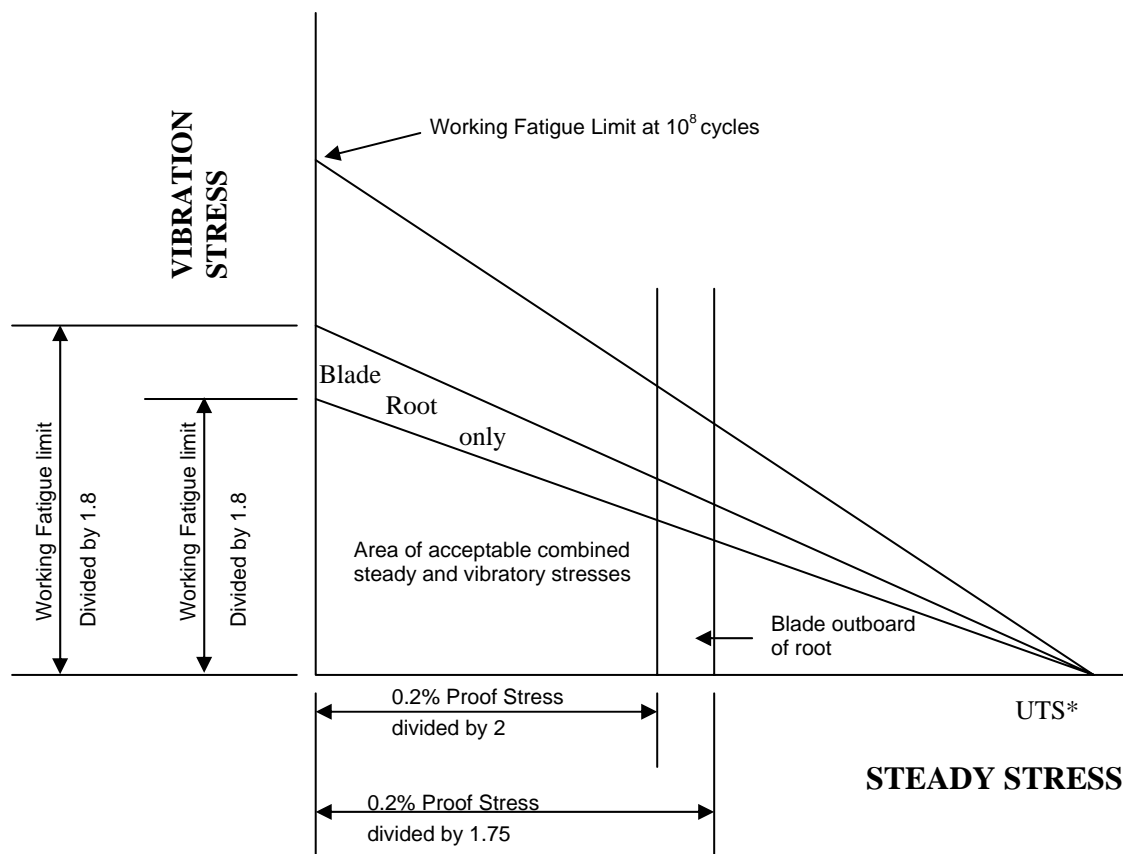 VIBRATION
STRESS
Working Fatigue Limit at 10⁸ cycles
Blade
Root
only
Working Fatigue limit
Divided by 1.8
Working Fatigue limit
Divided by 1.8
Area of acceptable combined
steady and vibratory stresses
Blade outboard
of root
0.2% Proof Stress
divided by 2
UTS*
STEADY STRESS
0.2% Proof Stress
divided by 1.75